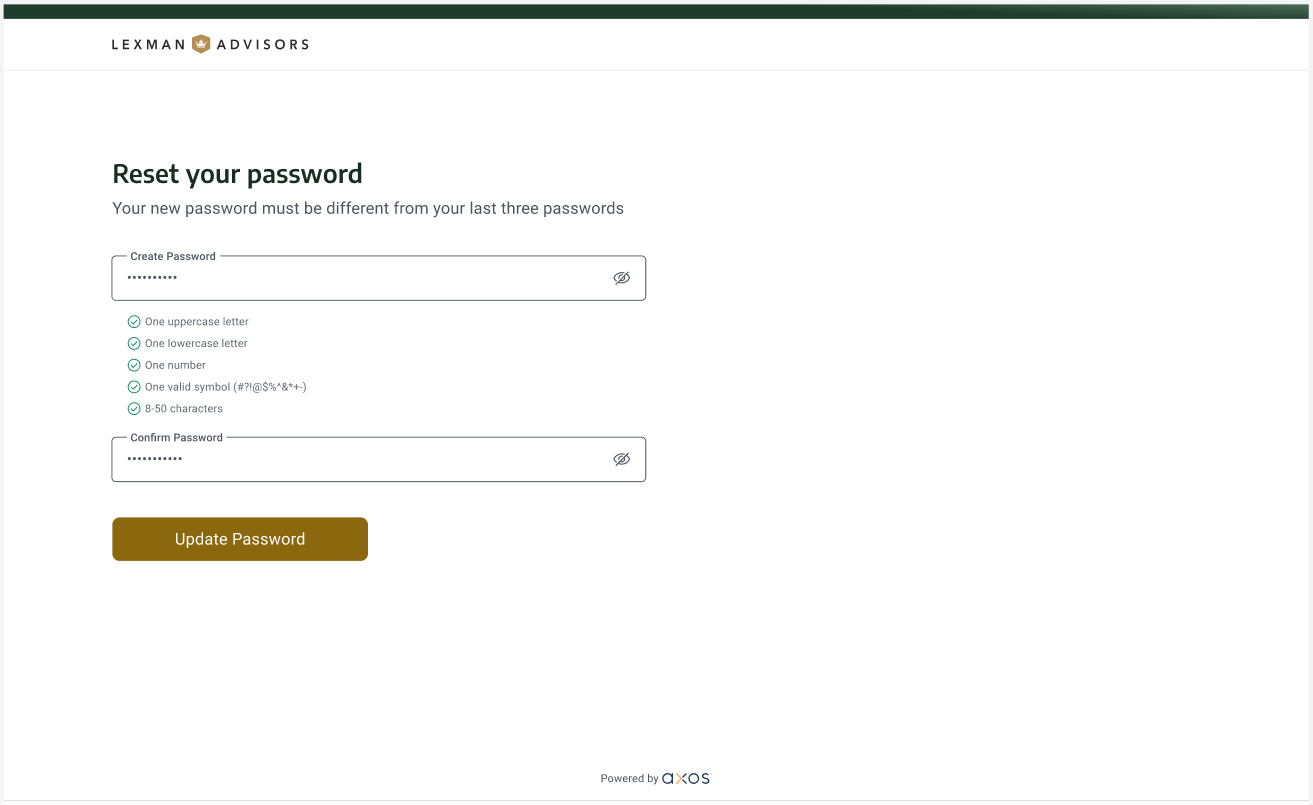 LEXMAN ADVISORS
Reset your password
Your new password must be different from your last three passwords
Create Password
••••••••••
One uppercase letter
One lowercase letter
One number
One valid symbol (#?!@$%^&*+-)
8-50 characters
Confirm Password
•••••••••••
Update Password
Powered by axos